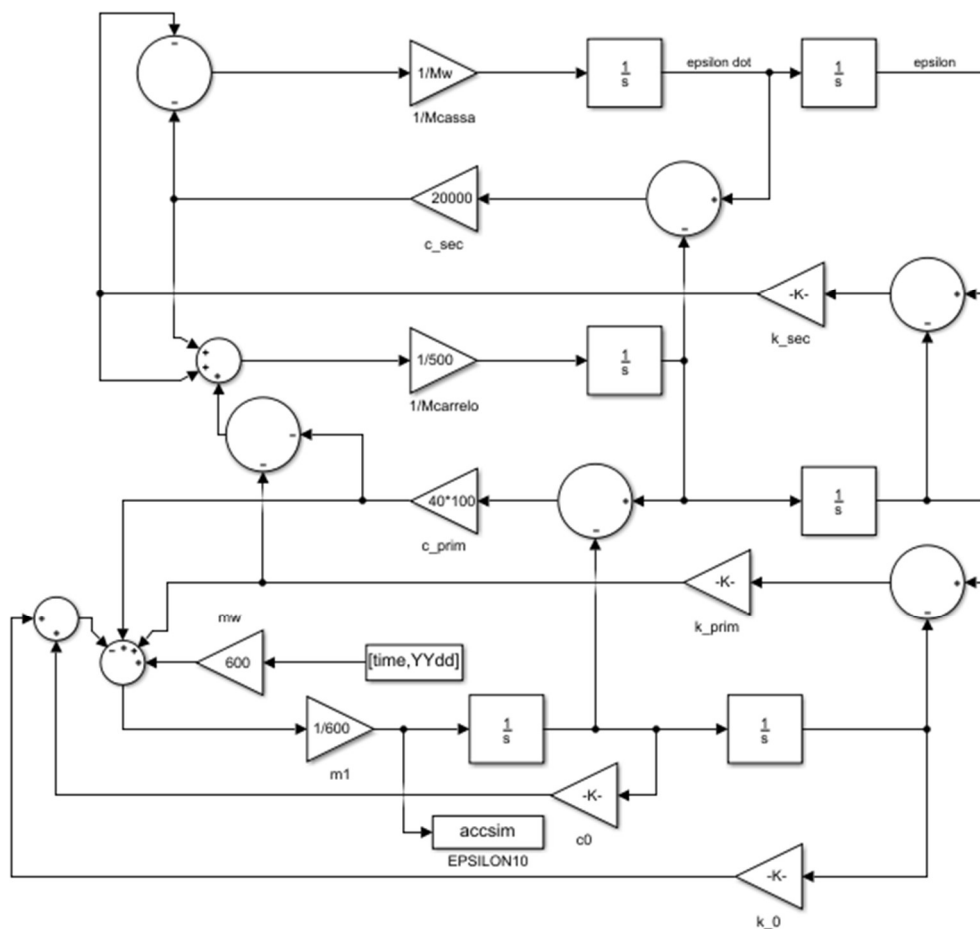 1/Mw
1/Mcassa
1
s
epsilon dot
1
s
epsilon
20000
c_sec
-K-
k_sec
1/500
1/Mcarrelo
1
s
40*100
c_prim
1
s
-K-
k_prim
mw
600
[time,YYdd]
1/600
m1
1
s
1
s
-K-
c0
accsim
EPSILON10
-K-
k_0